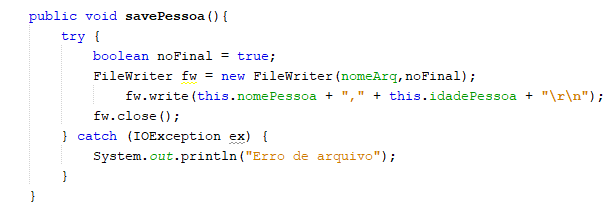 public void savePessoa(){
try {
boolean noFinal = true;
FileWriter fw = new FileWriter(nomeArq,noFinal);
fw.write(this.nomePessoa + "," + this.idadePessoa + "\r\n");
fw.close();
} catch (IOException ex) {
System.out.println("Erro de arquivo");
}
}